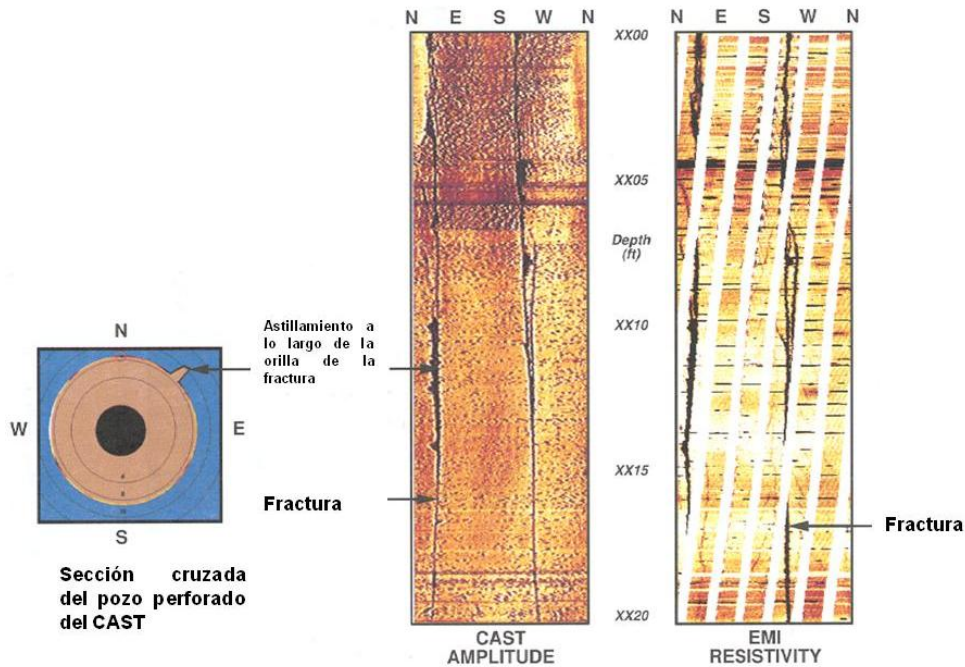 N E S W N
N E S W N
XX00
XX05
Depth
(ft)
XX10
XX15
XX20
Astillamiento a
lo largo de la
orilla de la
fractura
Fractura
Fractura
N
W
E
S
Sección cruzada
del pozo perforado
del CAST
CAST
AMPLITUDE
EMI
RESISTIVITY